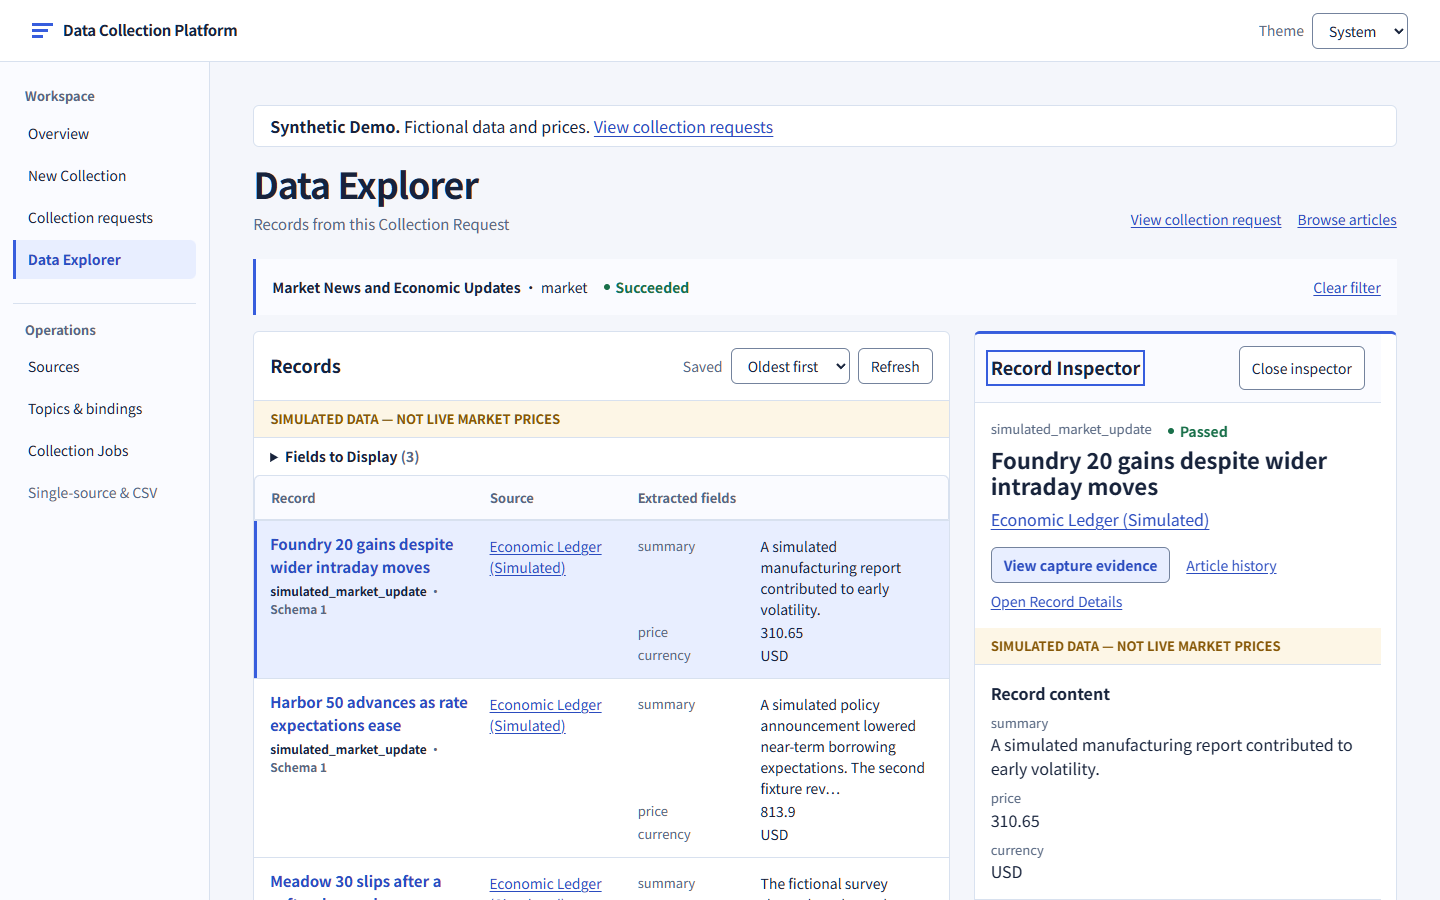 Data Collection Platform
Theme
System
Workspace
Overview
New Collection
Collection requests
Data Explorer
Operations
Sources
Topics & bindings
Collection Jobs
Single-source & CSV
Synthetic Demo. Fictional data and prices. View collection requests
Data Explorer
Records from this Collection Request
View collection request
Browse articles
Market News and Economic Updates • market • Succeeded
Clear filter
Records
Saved
Oldest first
Refresh
SIMULATED DATA — NOT LIVE MARKET PRICES
Fields to Display (3)
Record
Source
Extracted fields
Foundry 20 gains despite
wider intraday moves
simulated_market_update •
Schema 1
Economic Ledger
(Simulated)
summary
A simulated
manufacturing report
contributed to early
volatility.
price
310.65
currency
USD
Harbor 50 advances as rate
expectations ease
simulated_market_update •
Schema 1
Economic Ledger
(Simulated)
summary
A simulated policy
announcement lowered
near-term borrowing
expectations. The second
fixture rev…
price
813.9
currency
USD
Meadow 30 slips after a
Economic Ledger
summary
The fictional survey
Record Inspector
Close inspector
simulated_market_update • Passed
Foundry 20 gains despite wider
intraday moves
Economic Ledger (Simulated)
View capture evidence
Article history
Open Record Details
SIMULATED DATA — NOT LIVE MARKET PRICES
Record content
summary
A simulated manufacturing report contributed to
early volatility.
price
310.65
currency
USD